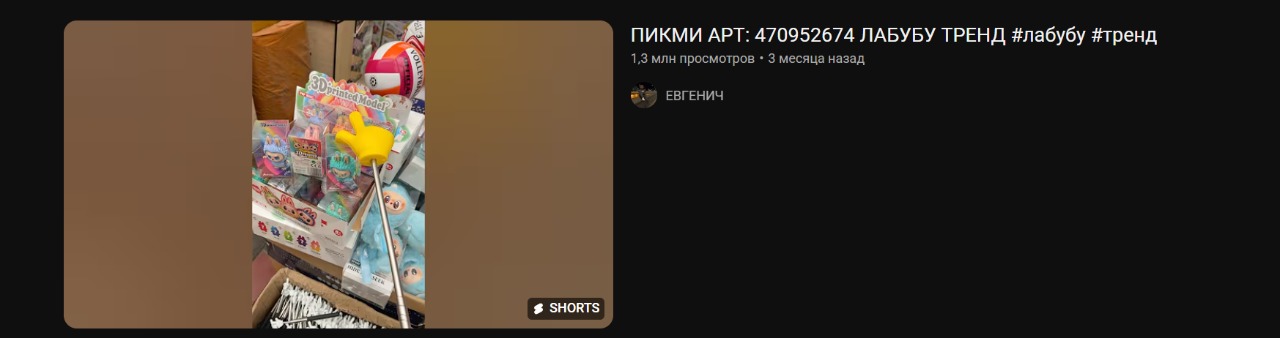 ПИКМИ АРТ: 470952674 ЛАБУБУ ТРЕНД #лабубу #тренд
1,3 млн просмотров • 3 месяца назад
ЕВГЕНИЧ
3D printed Model
VOLLEY
SHORTS